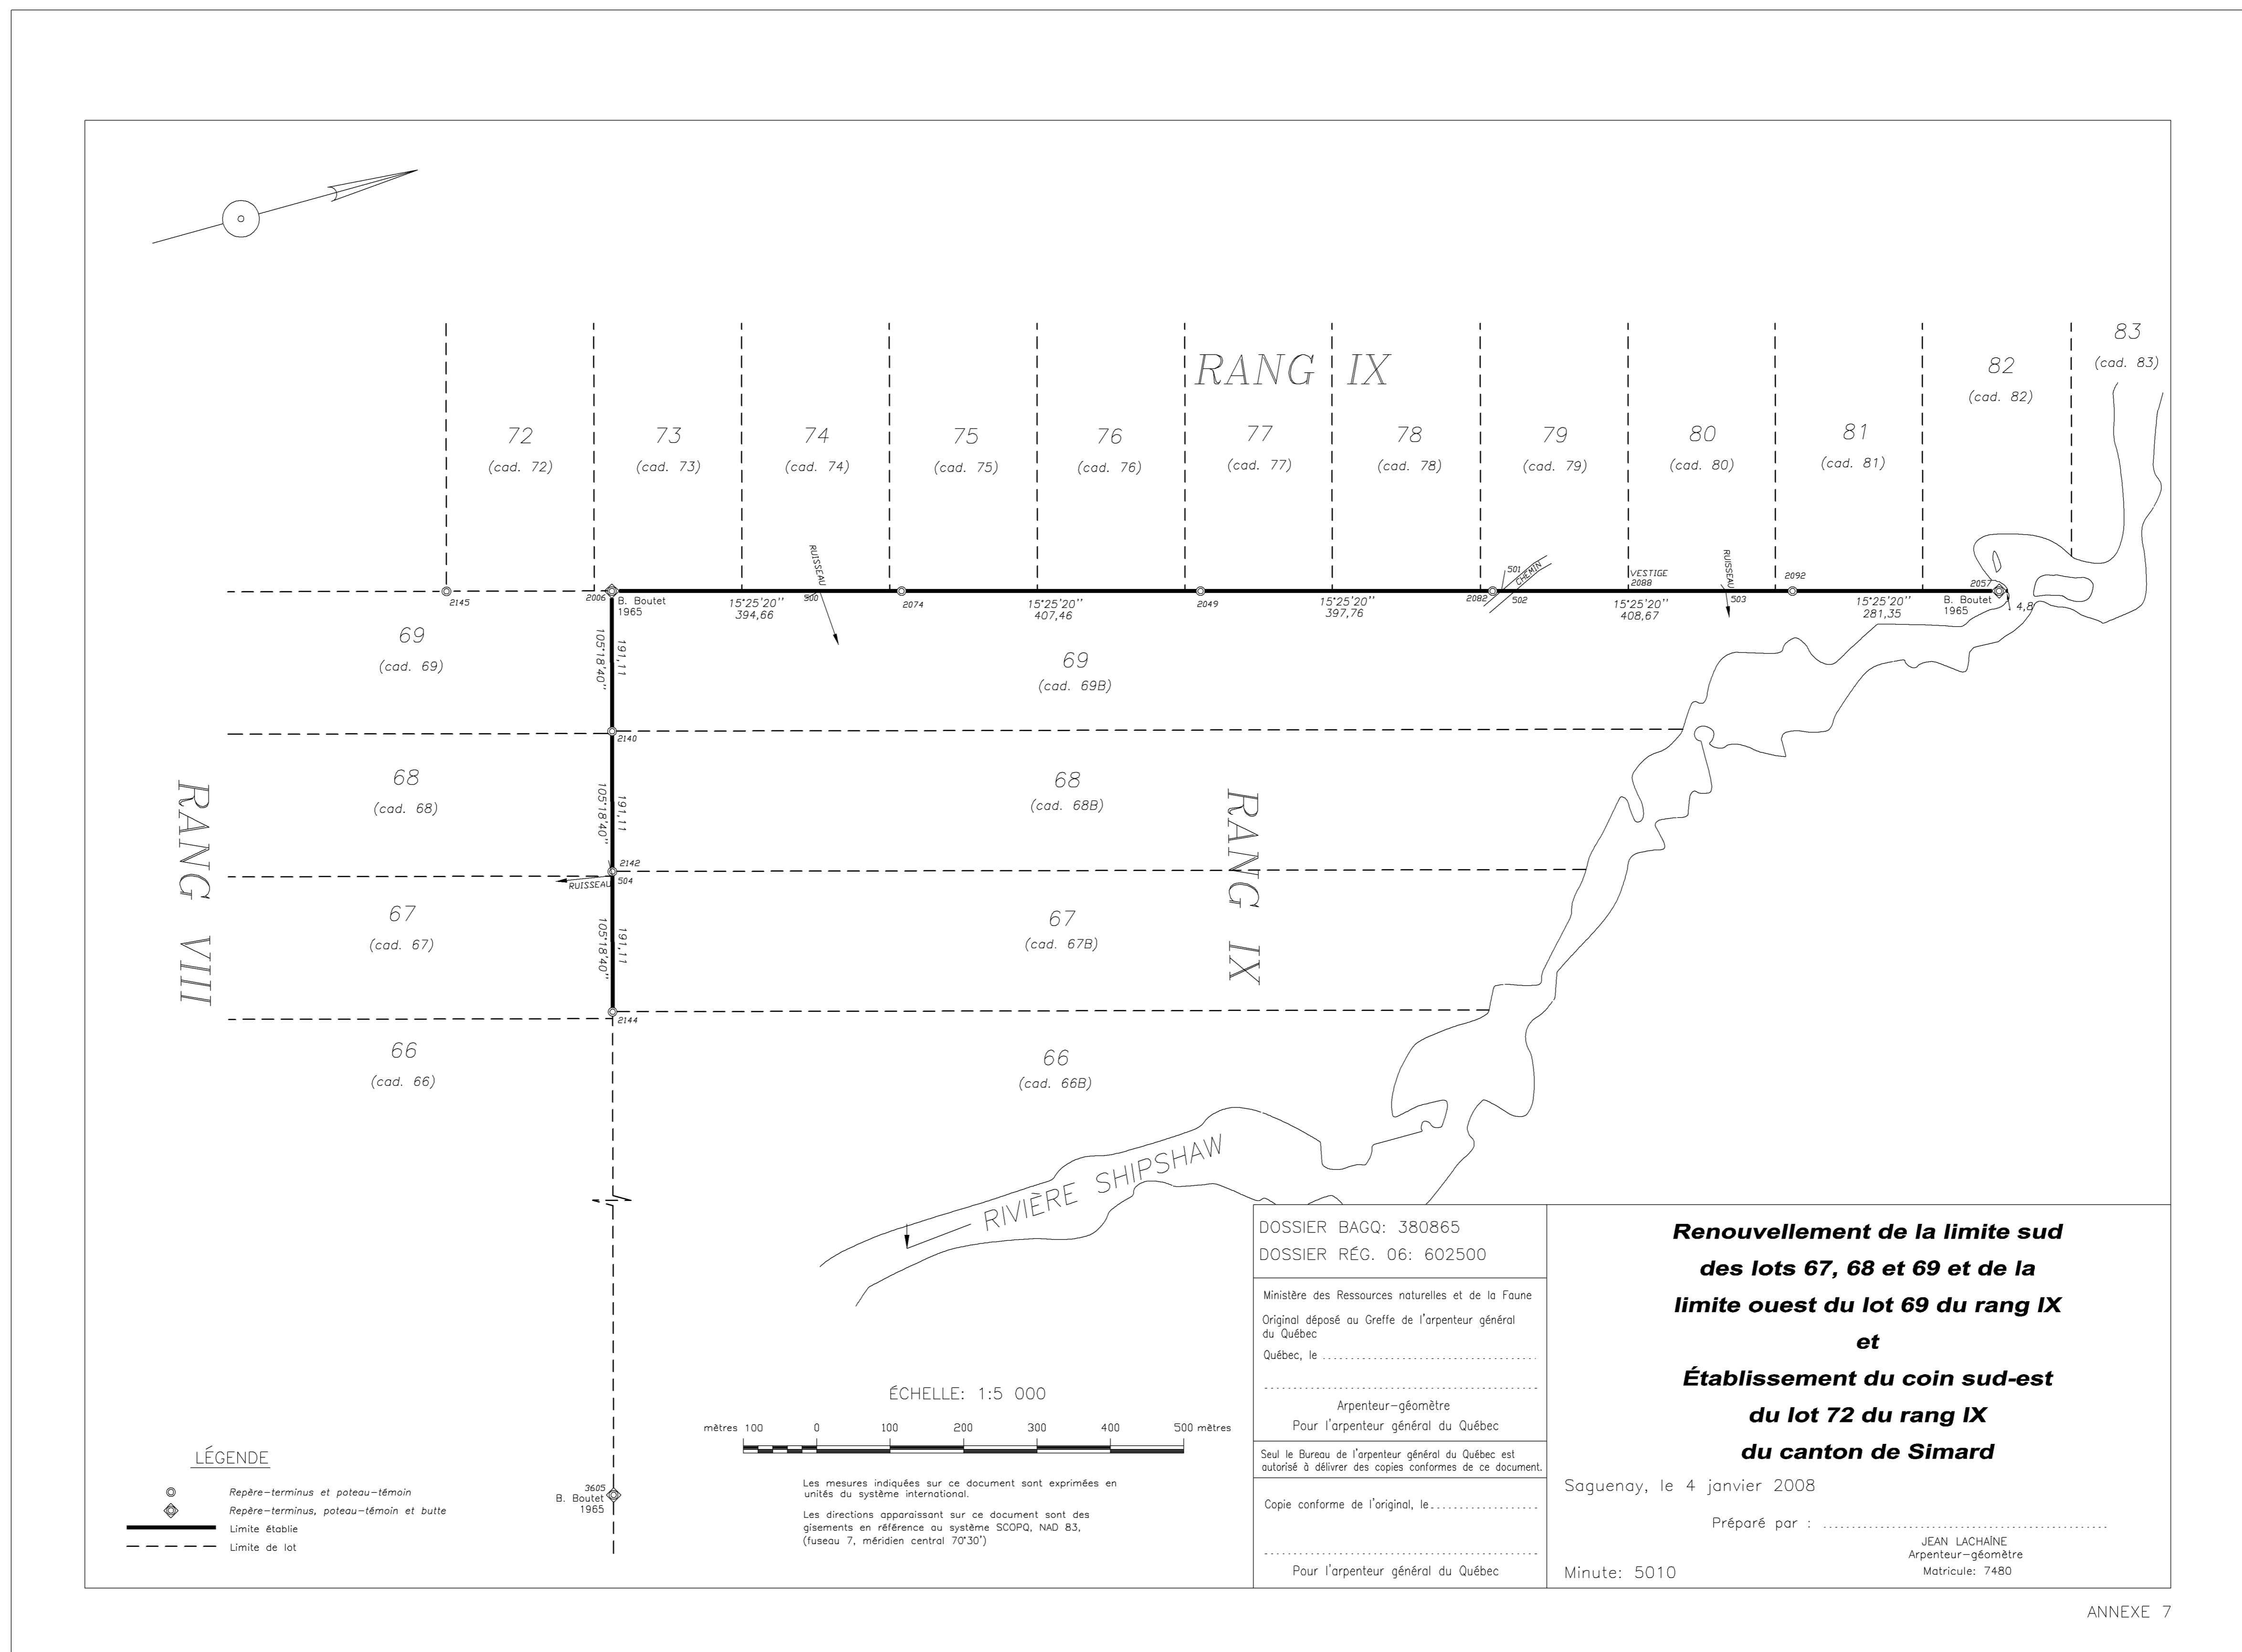 RANG IX
83
(cad. 83)
82
(cad. 82)
72
(cad. 72)
73
(cad. 73)
74
(cad. 74)
75
(cad. 75)
76
(cad. 76)
77
(cad. 77)
78
(cad. 78)
79
(cad. 79)
80
(cad. 80)
81
(cad. 81)
2145
2006
B. Boutet
1965
15°25'20''
394,66
500
RUISSEAU
2074
15°25'20''
407,46
2049
15°25'20''
397,76
2082
501
CHEMIN
502
VESTIGE
2088
15°25'20''
408,67
RUISSEAU
503
2092
15°25'20''
281,35
2057
B. Boutet
1965
4,8
69
(cad. 69)
191,11
105°18'40''
69
(cad. 69B)
2140
68
(cad. 68)
191,11
105°18'40''
68
(cad. 68B)
2142
504
RUISSEAU
67
(cad. 67)
191,11
105°18'40''
67
(cad. 67B)
2144
66
(cad. 66)
66
(cad. 66B)
RANG VIII
RANG IX
RIVIÈRE SHIPSHAW
3605
B. Boutet
1965
LÉGENDE
Repère-terminus et poteau-témoin
Repère-terminus, poteau-témoin et butte
Limite établie
Limite de lot
ÉCHELLE: 1:5 000
mètres 100 0 100 200 300 400 500 mètres
Les mesures indiquées sur ce document sont exprimées en
unités du système international.
Les directions apparaissant sur ce document sont des
gisements en référence au système SCOPQ, NAD 83,
(fuseau 7, méridien central 70°30')
DOSSIER BAGQ: 380865
DOSSIER RÉG. 06: 602500
Ministère des Ressources naturelles et de la Faune
Original déposé au Greffe de l'arpenteur général
du Québec
Québec, le
Arpenteur-géomètre
Pour l'arpenteur général du Québec
Seul le Bureau de l'arpenteur général du Québec est
autorisé à délivrer des copies conformes de ce document.
Copie conforme de l'original, le
Pour l'arpenteur général du Québec
Renouvellement de la limite sud
des lots 67, 68 et 69 et de la
limite ouest du lot 69 du rang IX
et
Établissement du coin sud-est
du lot 72 du rang IX
du canton de Simard
Saguenay, le 4 janvier 2008
Préparé par :
JEAN LACHAÎNE
Arpenteur-géomètre
Matricule: 7480
Minute: 5010
ANNEXE 7